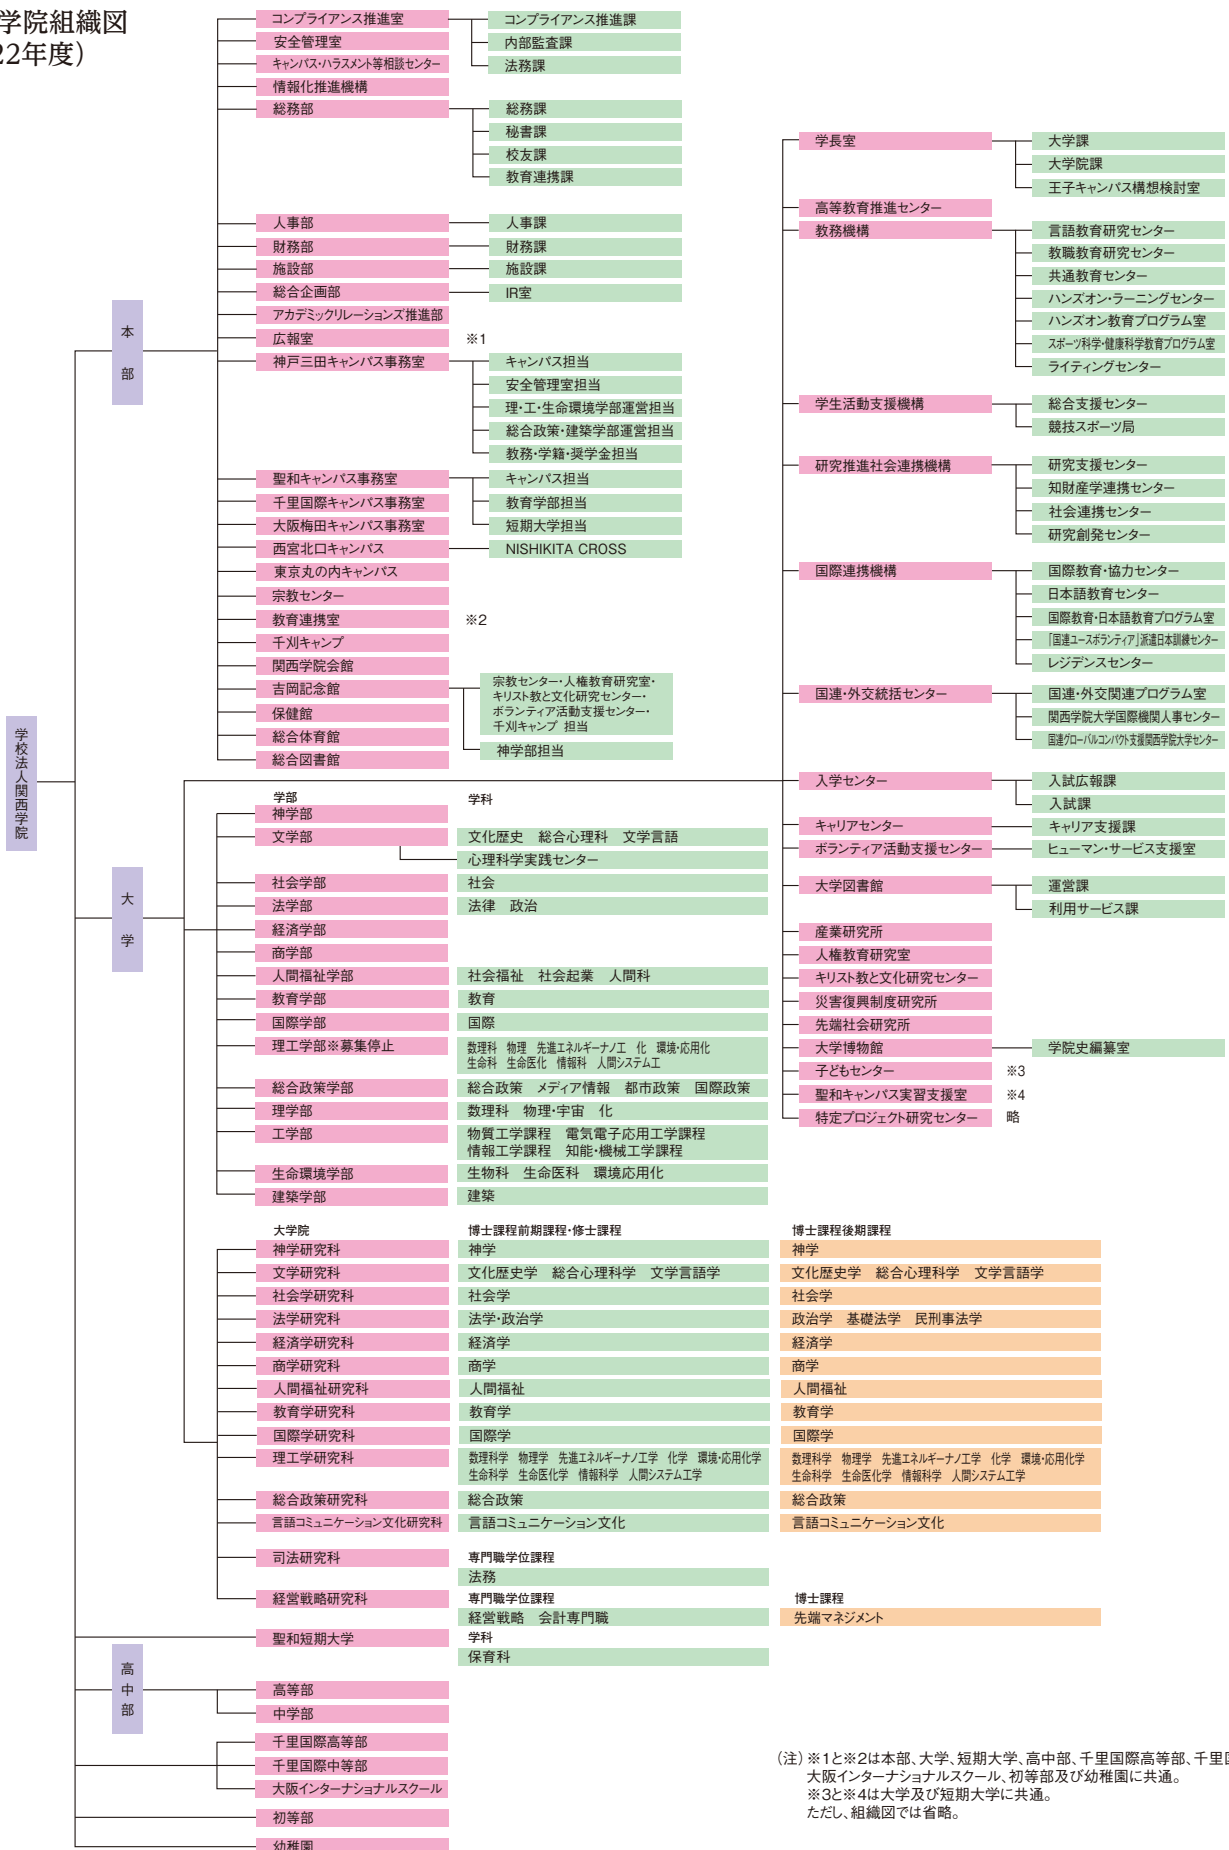 学院組織図
22年度）
学校法人関西学院
本部
コンプライアンス推進室
コンプライアンス推進課
内部監査課
法務課
安全管理室
キャンパス・ハラスメント等相談センター
情報化推進機構
総務部
総務課
秘書課
校友課
教育連携課
人事部
人事課
財務部
財務課
施設部
施設課
総合企画部
IR室
アカデミックリレーションズ推進部
広報室 ※1
神戸三田キャンパス事務室
キャンパス担当
安全管理室担当
理・工・生命環境学部運営担当
総合政策・建築学部運営担当
教務・学籍・奨学金担当
聖和キャンパス事務室
キャンパス担当
教育学部担当
短期大学担当
千里国際キャンパス事務室
大阪梅田キャンパス事務室
西宮北口キャンパス
NISHIKITA CROSS
東京丸の内キャンパス
宗教センター
教育連携室 ※2
千刈キャンプ
関西学院会館
吉岡記念館
宗教センター・人権教育研究室・
キリスト教と文化研究センター・
ボランティア活動支援センター・
千刈キャンプ 担当
神学部担当
保健館
総合体育館
総合図書館
大学
学部 学科
神学部
文学部
文化歴史 総合心理科 文学言語
心理科学実践センター
社会学部
社会
法学部
法律 政治
経済学部
商学部
人間福祉学部
社会福祉 社会起業 人間科
教育学部
教育
国際学部
国際
理工学部※募集停止
数理科 物理 先進エネルギーナノ工 化 環境・応用化
生命科 生命医化 情報科 人間システム工
総合政策学部
総合政策 メディア情報 都市政策 国際政策
理学部
数理科 物理・宇宙 化
工学部
物質工学課程 電気電子応用工学課程
情報工学課程 知能・機械工学課程
生命環境学部
生物科 生命医科 環境応用化
建築学部
建築
大学院 博士課程前期課程・修士課程 博士課程後期課程
神学研究科 神学 神学
文学研究科 文化歴史学 総合心理科学 文学言語学 文化歴史学 総合心理科学 文学言語学
社会学研究科 社会学 社会学
法学研究科 法学・政治学 政治学 基礎法学 民刑事法学
経済学研究科 経済学 経済学
商学研究科 商学 商学
人間福祉研究科 人間福祉 人間福祉
教育学研究科 教育学 教育学
国際学研究科 国際学 国際学
理工学研究科
数理科学 物理学 先進エネルギーナノ工学 化学 環境・応用化学
生命科学 生命医化学 情報科学 人間システム工学
数理科学 物理学 先進エネルギーナノ工学 化学 環境・応用化学
生命科学 生命医化学 情報科学 人間システム工学
総合政策研究科 総合政策 総合政策
言語コミュニケーション文化研究科 言語コミュニケーション文化 言語コミュニケーション文化
司法研究科 専門職学位課程
法務
経営戦略研究科 専門職学位課程 博士課程
経営戦略 会計専門職 先端マネジメント
学長室
大学課
大学院課
王子キャンパス構想検討室
高等教育推進センター
教務機構
言語教育研究センター
教職教育研究センター
共通教育センター
ハンズオン・ラーニングセンター
ハンズオン教育プログラム室
スポーツ科学・健康科学教育プログラム室
ライティングセンター
学生活動支援機構
総合支援センター
競技スポーツ局
研究推進社会連携機構
研究支援センター
知財産学連携センター
社会連携センター
研究創発センター
国際連携機構
国際教育・協力センター
日本語教育センター
国際教育・日本語教育プログラム室
「国連ユースボランティア」派遣日本訓練センター
レジデンスセンター
国連・外交統括センター
国連・外交関連プログラム室
関西学院大学国際機関人事センター
国連グローバルコンパクト支援関西学院大学センター
入学センター
入試広報課
入試課
キャリアセンター
キャリア支援課
ボランティア活動支援センター
ヒューマン・サービス支援室
大学図書館
運営課
利用サービス課
産業研究所
人権教育研究室
キリスト教と文化研究センター
災害復興制度研究所
先端社会研究所
大学博物館
学院史編纂室
子どもセンター ※3
聖和キャンパス実習支援室 ※4
特定プロジェクト研究センター 略
聖和短期大学 学科
保育科
高中部
高等部
中学部
千里国際高等部
千里国際中等部
大阪インターナショナルスクール
初等部
幼稚園
（注）※1と※2は本部、大学、短期大学、高中部、千里国際高等部、千里
大阪インターナショナルスクール、初等部及び幼稚園に共通。
※3と※4は大学及び短期大学に共通。
ただし、組織図では省略。